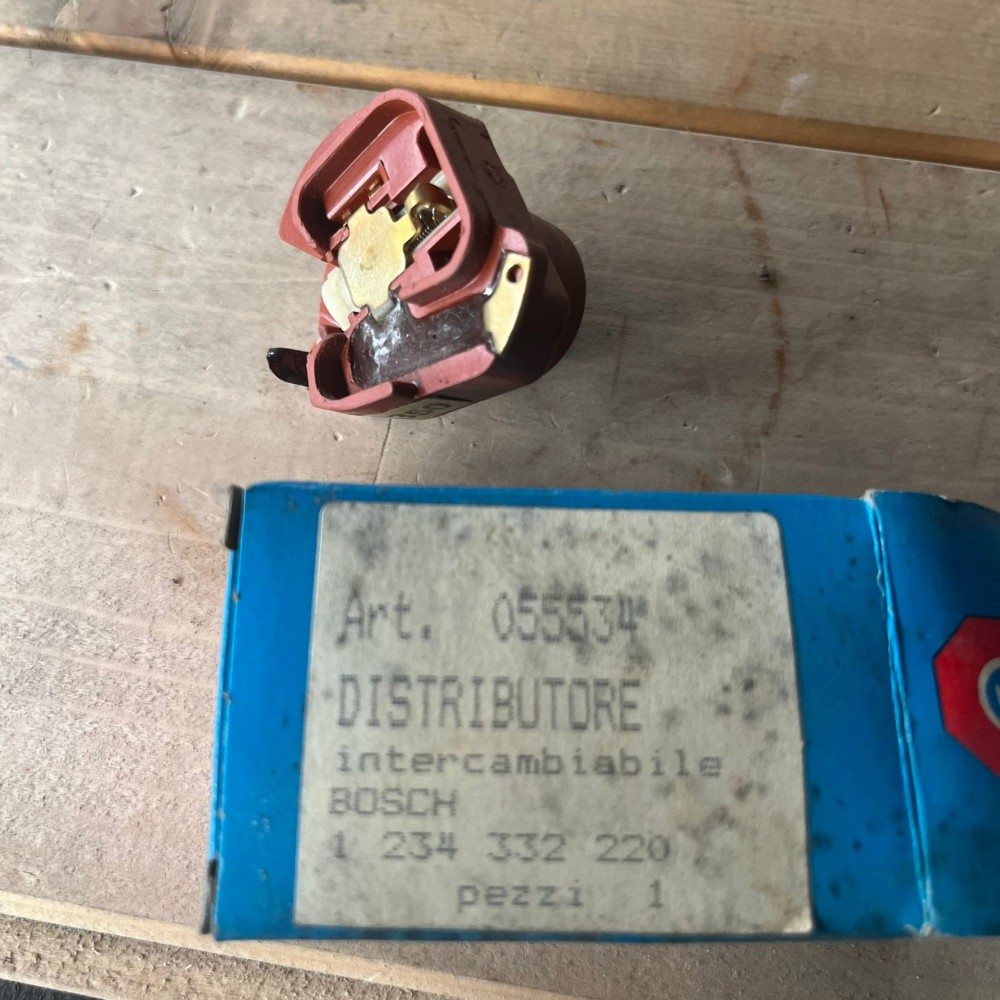 Art. 055534
DISTRIBUTORE
intercambiabile
BOSCH
1 234 332 220
pezzi 1